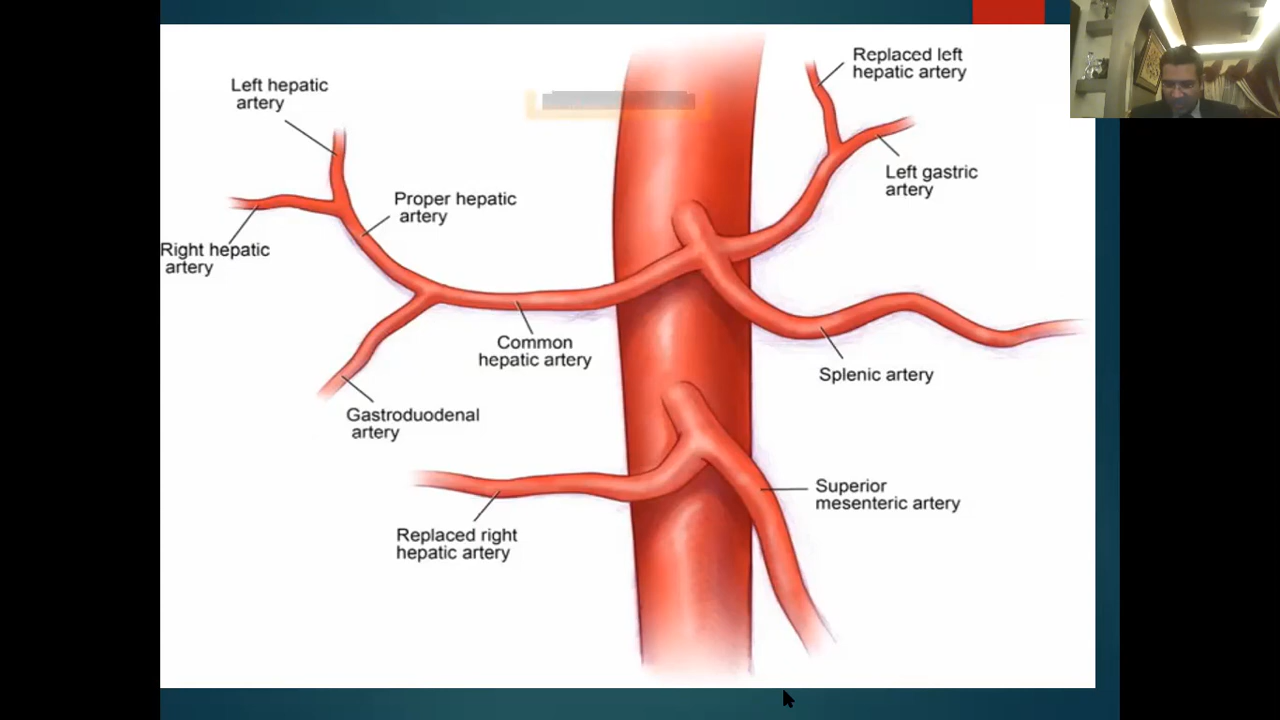 Replaced left
hepatic artery
Left hepatic
artery
Left gastric
artery
Proper hepatic
artery
Right hepatic
artery
Common
hepatic artery
Splenic artery
Gastroduodenal
artery
Superior
mesenteric artery
Replaced right
hepatic artery